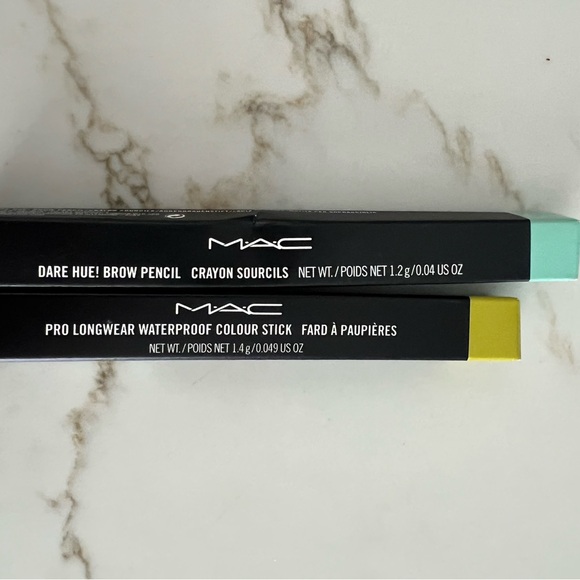 MAC
DARE HUE! BROW PENCIL CRAYON SOURCILS NET WT./POIDS NET 1.2 g/0.04 US OZ
MAC
PRO LONGWEAR WATERPROOF COLOUR STICK FARD À PAUPIÈRES
NET WT./POIDS NET 1.4 g/0.049 US OZ